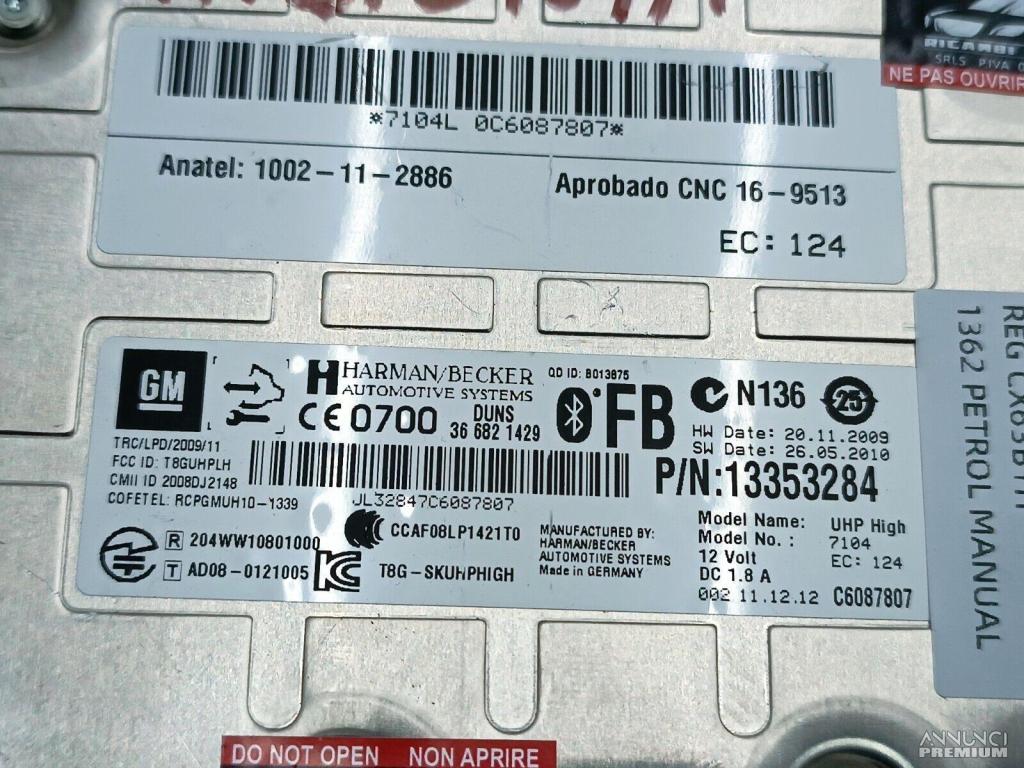 RICAMBI
SRLS P.IVA 0
NE PAS OUVRIR
*7104L 0C6087807*
Anatel: 1002-11-2886
Aprobado CNC 16-9513
EC: 124
GM
HARMAN/BECKER
AUTOMOTIVE SYSTEMS
QD ID: B013875
CE 0700
DUNS
36 682 1429
FB
N136
25
HW Date: 20.11.2009
SW Date: 26.05.2010
TRC/LPD/2009/11
FCC ID: T8GUHPLH
CMII ID 2008DJ2148
COFETEL: RCPGMUH10-1339
JL32847C6087807
P/N:13353284
R 204WW10801000
T AD08-0121005
CCAF08LP1421T0
KC
T8G-SKUHPHIGH
MANUFACTURED BY:
HARMAN/BECKER
AUTOMOTIVE SYSTEMS
Made in GERMANY
Model Name: UHP High
Model No.: 7104
12 Volt EC: 124
DC 1.8 A
002 11.12.12 C6087807
1362 PETROL MANUAL
DO NOT OPEN NON APRIRE
ANNUNCI
PREMIUM